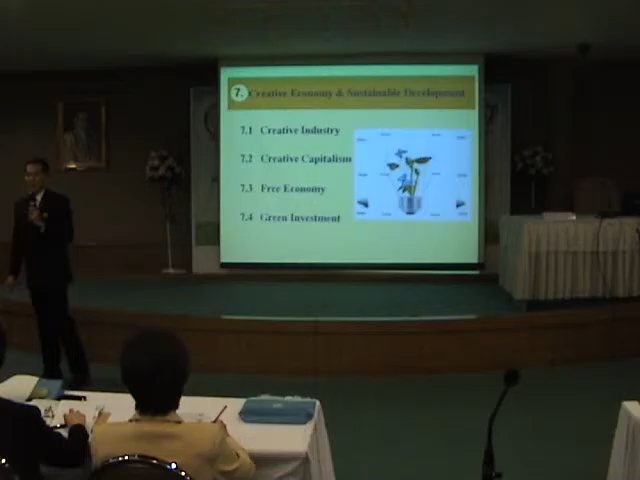 7. Creative Economy & Sustainable Development
7.1 Creative Industry
7.2 Creative Capitalism
7.3 Free Economy
7.4 Green Investment